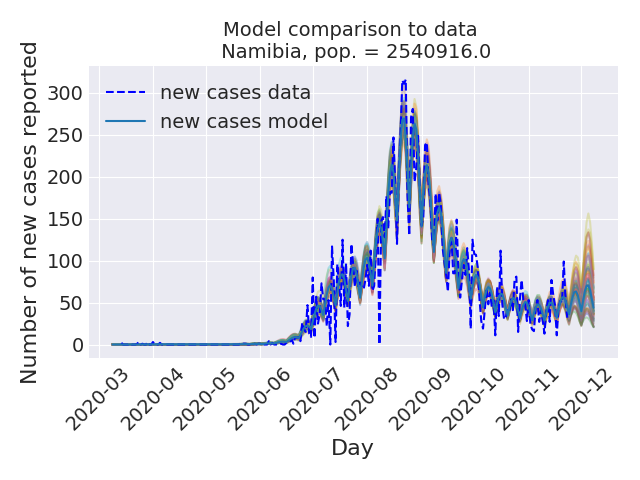 Model comparison to data
Namibia, pop. = 2540916.0
Number of new cases reported
300
250
200
150
100
50
0
new cases data
new cases model
2020-03
2020-04
2020-05
2020-06
2020-07
2020-08
2020-09
2020-10
2020-11
2020-12
Day